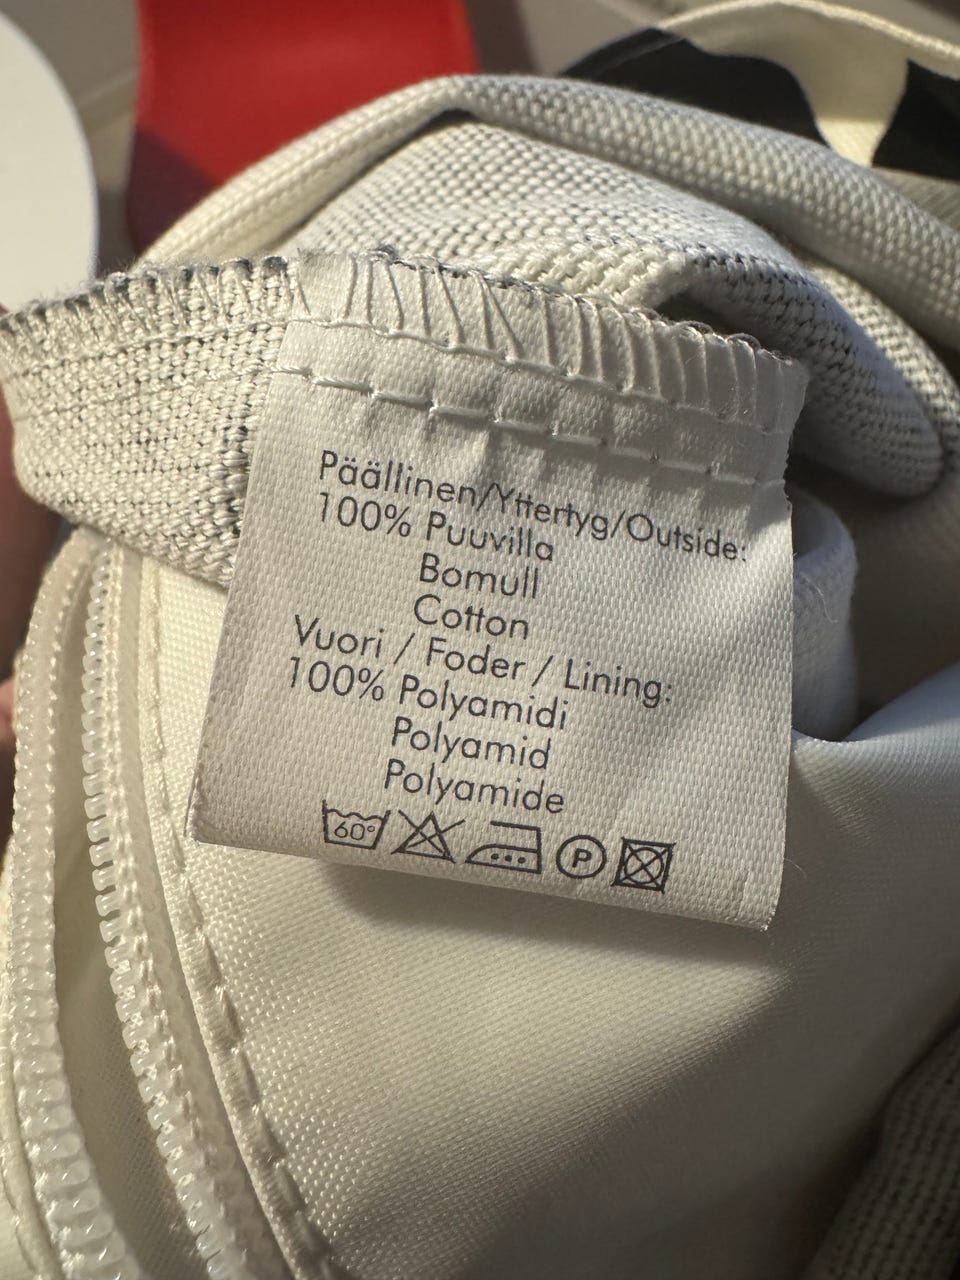 Päällinen/Yttertyg/Outside:
100% Puuvilla
Bomull
Cotton
Vuori / Foder / Lining:
100% Polyamidi
Polyamid
Polyamide
60° P